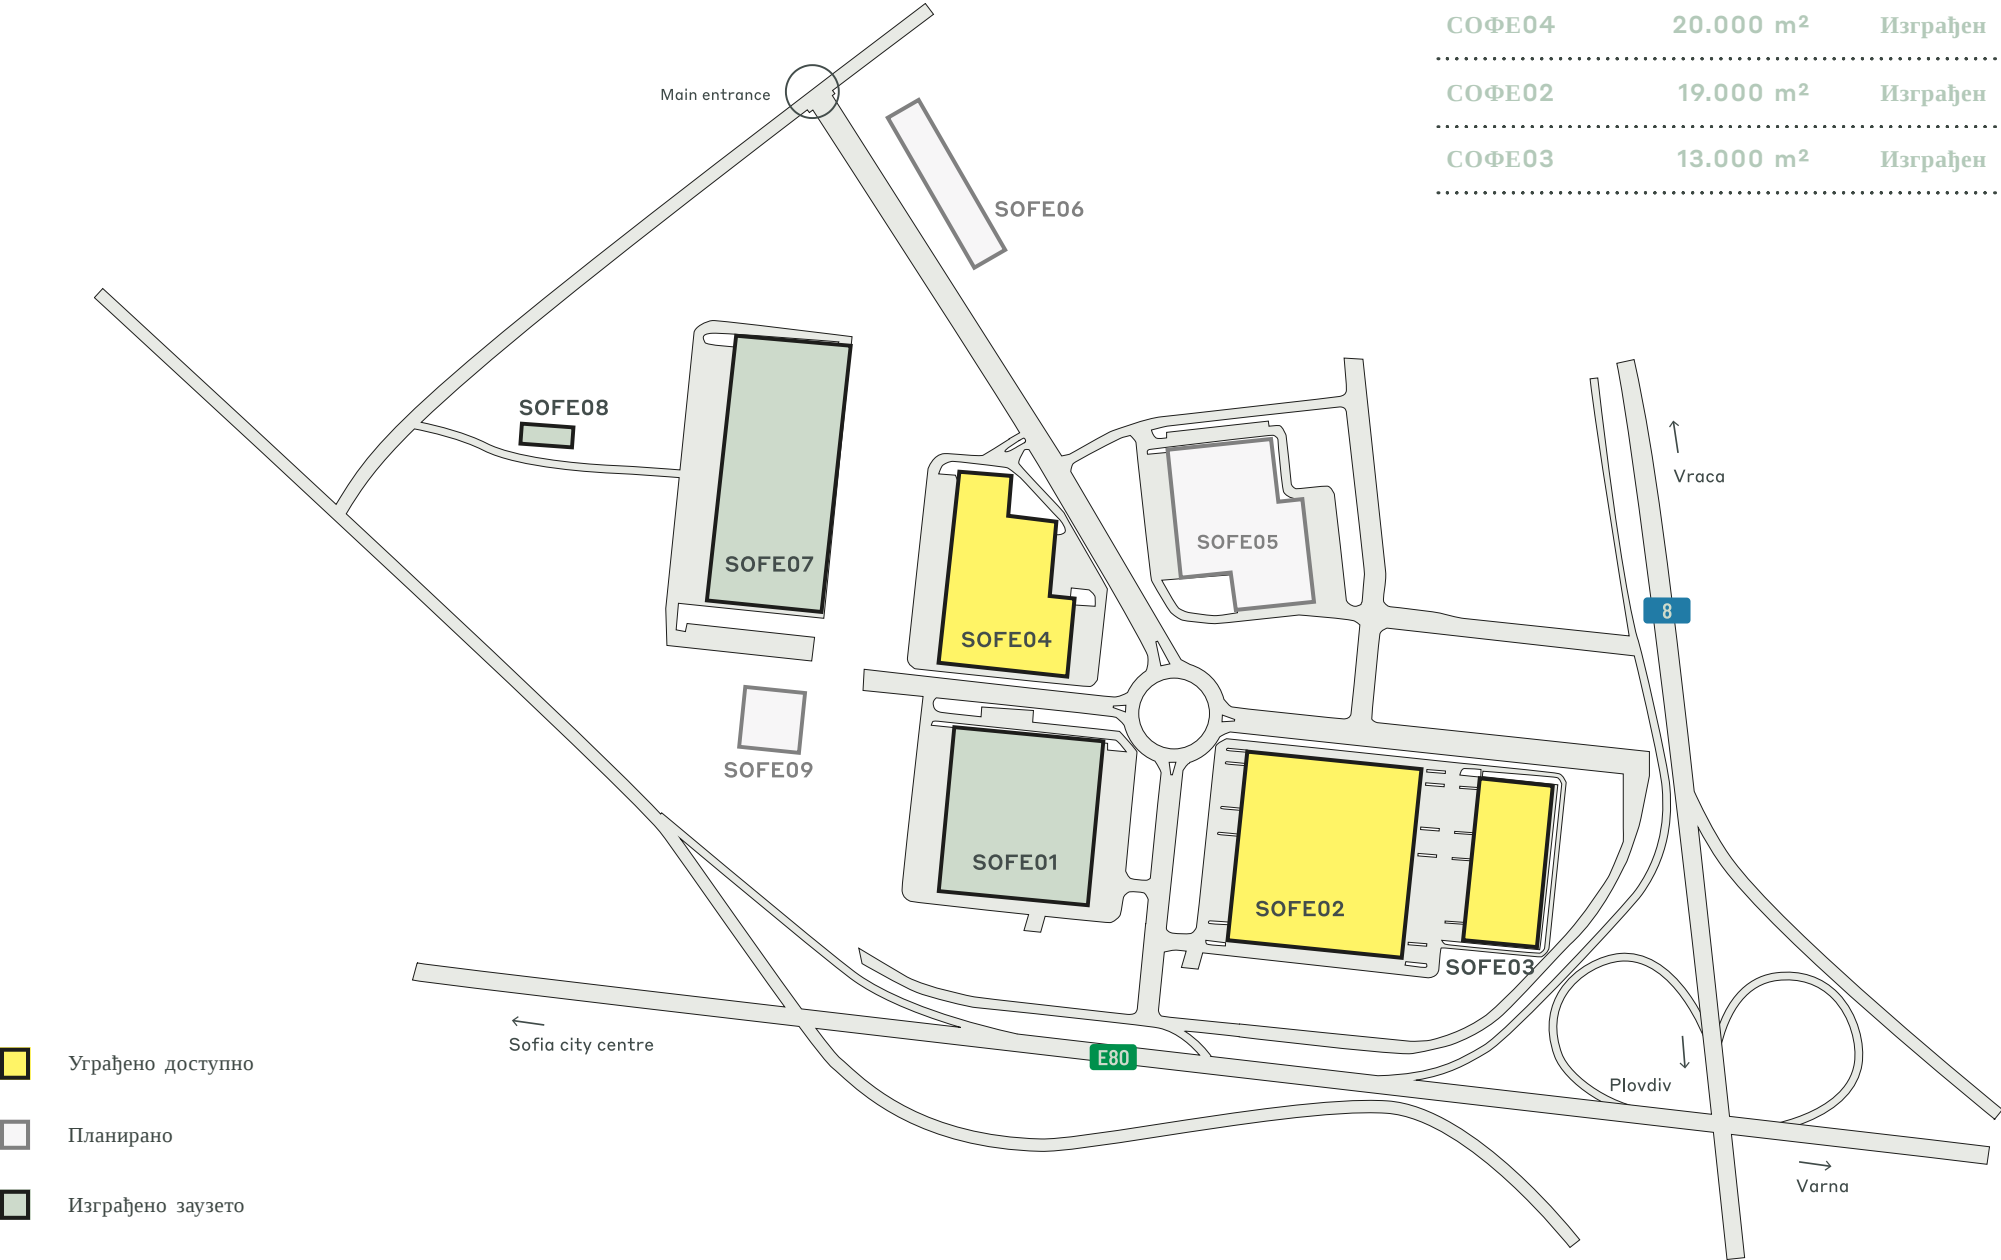 СОФЕ04 20.000 m² Изграђен
СОФЕ02 19.000 m² Изграђен
СОФЕ03 13.000 m² Изграђен
Main entrance
SOFE06
SOFE08
SOFE07
SOFE04
SOFE05
Vraca
8
SOFE09
SOFE01
SOFE02
SOFE03
Sofia city centre
E80
Plovdiv
Varna
Уграђено доступно
Планирано
Изграђено заузето